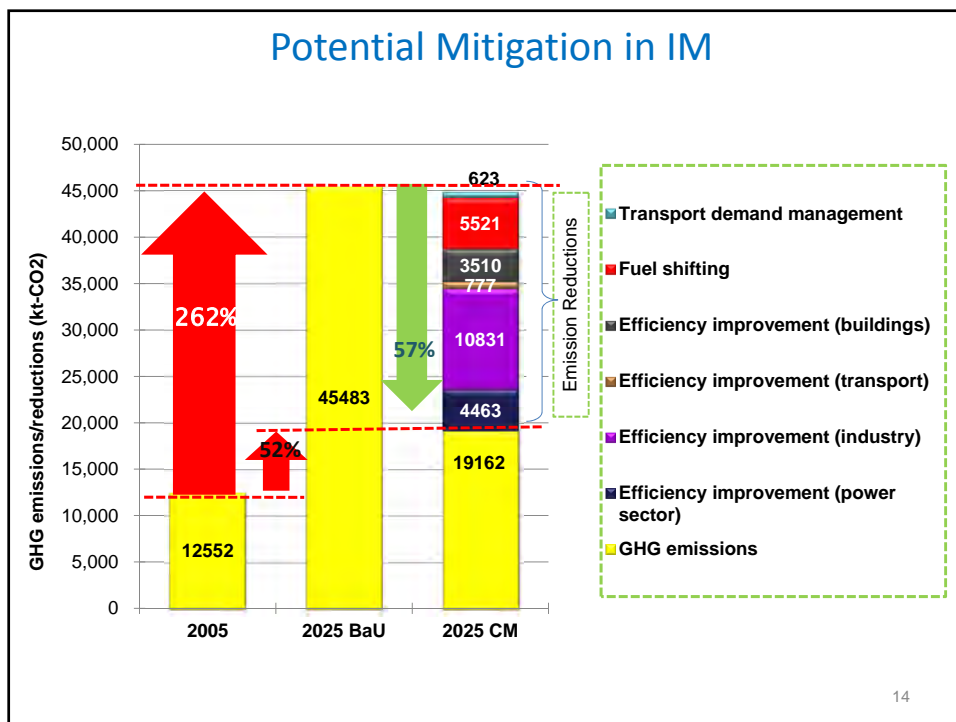 Potential Mitigation in IM
GHG emissions/reductions (kt-CO2)
50,000
45,000
40,000
35,000
30,000
25,000
20,000
15,000
10,000
5,000
0
262%
52%
57%
12552
45483
623
5521
3510
777
10831
4463
19162
2005
2025 BaU
2025 CM
Emission Reductions
Transport demand management
Fuel shifting
Efficiency improvement (buildings)
Efficiency improvement (transport)
Efficiency improvement (industry)
Efficiency improvement (power
sector)
GHG emissions
14